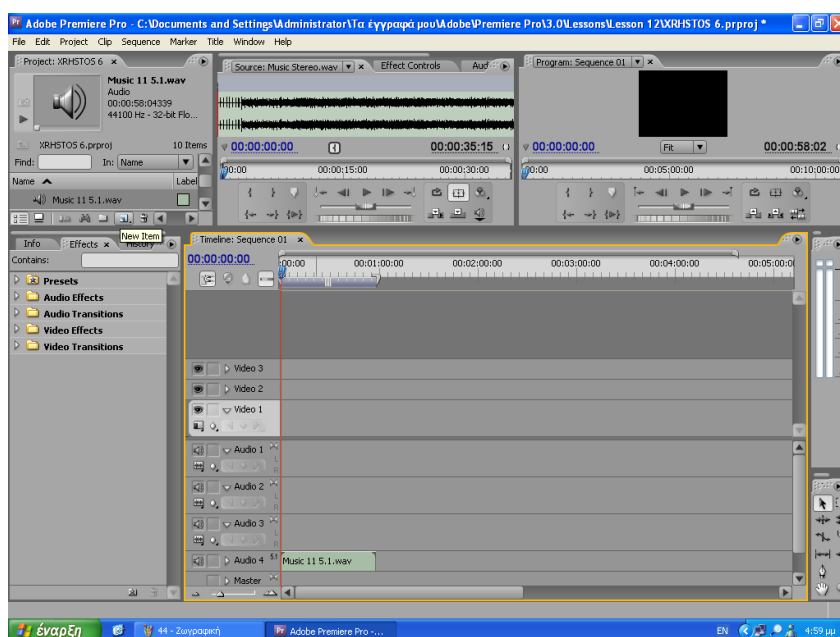 Adobe Premiere Pro - C:\Documents and Settings\Administrator\Τα έγγραφά μου\Adobe\Premiere Pro\3.0\Lessons\Lesson 12\XRHSTOS 6.prproj *
File Edit Project Clip Sequence Marker Title Window Help
Project: XRHSTOS 6
Music 11 5.1.wav
Audio
00:00:58:04339
44100 Hz - 32-bit Flo...
XRHSTOS 6.prproj 10 Items
Find: In: Name
Name Label
Music 11 5.1.wav
New Item
Source: Music Stereo.wav Effect Controls Aud
00:00:00:00 00:00:35:15
00:00 00:00:15:00 00:00:30:00
Program: Sequence 01
00:00:00:00 Fit 00:00:58:02
00:00 00:05:00:00 00:10:00:00
Info Effects History
Contains:
Presets
Audio Effects
Audio Transitions
Video Effects
Video Transitions
Timeline: Sequence 01
00:00:00:00
:00:00 00:01:00:00 00:02:00:00 00:03:00:00 00:04:00:00 00:05:00:0
Video 3
Video 2
Video 1
Audio 1
L
R
Audio 2
L
R
Audio 3
L
R
Audio 4 5.1 Music 11 5.1.wav
Master
έναρξη 44 - Ζωγραφική Adobe Premiere Pro -... EN 4:59 μμ